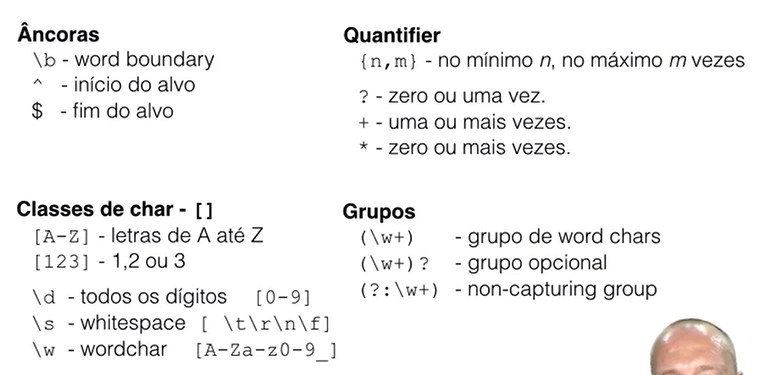 Âncoras
\b - word boundary
^ - início do alvo
$ - fim do alvo
Quantifier
{n,m} - no mínimo n, no máximo m vezes
? - zero ou uma vez.
+ - uma ou mais vezes.
* - zero ou mais vezes.
Classes de char - []
[A-Z] - letras de A até Z
[123] - 1,2 ou 3
\d - todos os dígitos [0-9]
\s - whitespace [ \t\r\n\f]
\w - wordchar [A-Za-z0-9_]
Grupos
(\w+) - grupo de word chars
(\w+)? - grupo opcional
(?:\w+) - non-capturing group